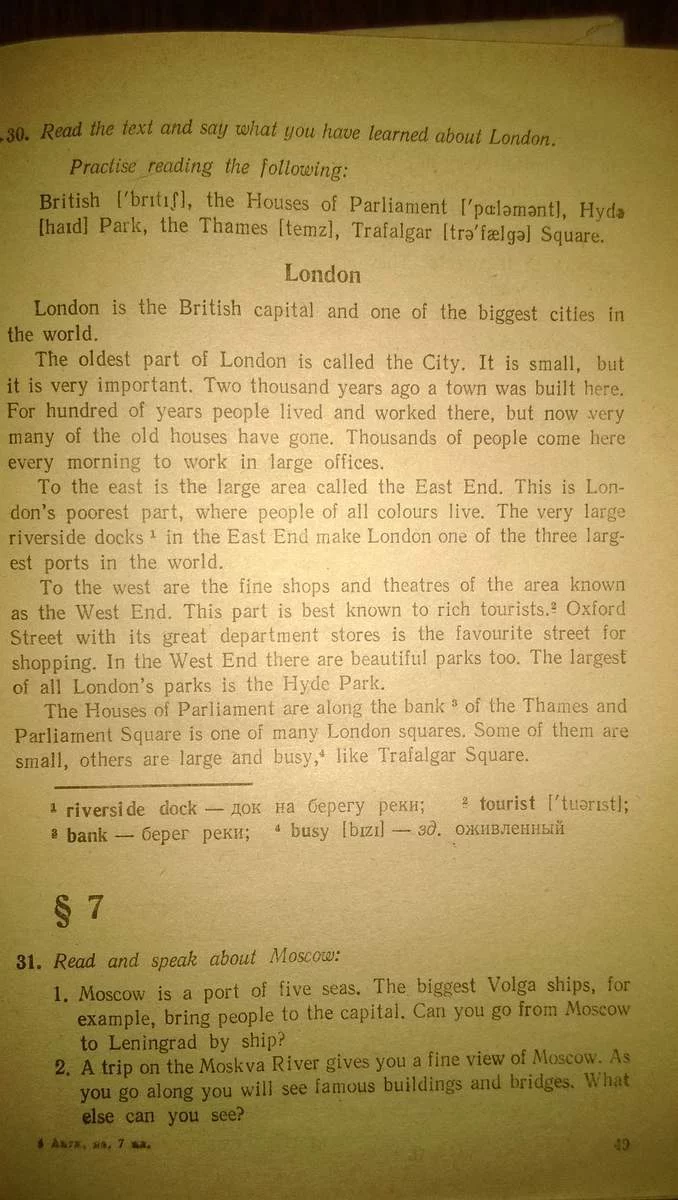 30. Read the text and say what you have learned about London.
Practise reading the following:
British [ˈbrɪtɪʃ], the Houses of Parliament [ˈpɑləmənt], Hyde
[haɪd] Park, the Thames [temz], Trafalgar [trəˈfælgə] Square.
London
London is the British capital and one of the biggest cities in
the world.
The oldest part of London is called the City. It is small, but
it is very important. Two thousand years ago a town was built here.
For hundred of years people lived and worked there, but now very
many of the old houses have gone. Thousands of people come here
every morning to work in large offices.
To the east is the large area called the East End. This is Lon-
don's poorest part, where people of all colours live. The very large
riverside docks ¹ in the East End make London one of the three larg-
est ports in the world.
To the west are the fine shops and theatres of the area known
as the West End. This part is best known to rich tourists.² Oxford
Street with its great department stores is the favourite street for
shopping. In the West End there are beautiful parks too. The largest
of all London's parks is the Hyde Park.
The Houses of Parliament are along the bank ³ of the Thames and
Parliament Square is one of many London squares. Some of them are
small, others are large and busy,⁴ like Trafalgar Square.
¹ riverside dock — док на берегу реки; ² tourist [ˈtuərɪst];
³ bank — берег реки; ⁴ busy [bɪzɪ] — зд. оживленный
§ 7
31. Read and speak about Moscow:
1. Moscow is a port of five seas. The biggest Volga ships, for
example, bring people to the capital. Can you go from Moscow
to Leningrad by ship?
2. A trip on the Moskva River gives you a fine view of Moscow. As
you go along you will see famous buildings and bridges. What
else can you see?
4 Англ. яз. 7 кл. 49